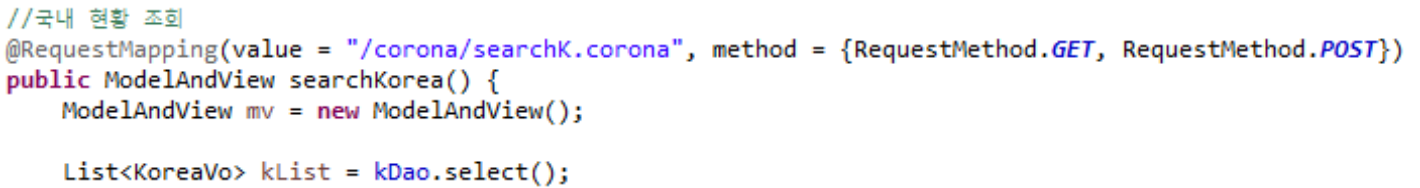 //국내 현황 조회
@RequestMapping(value = "/corona/searchK.corona", method = {RequestMethod.GET, RequestMethod.POST})
public ModelAndView searchKorea() {
    ModelAndView mv = new ModelAndView();
    List<KoreaVo> kList = kDao.select();